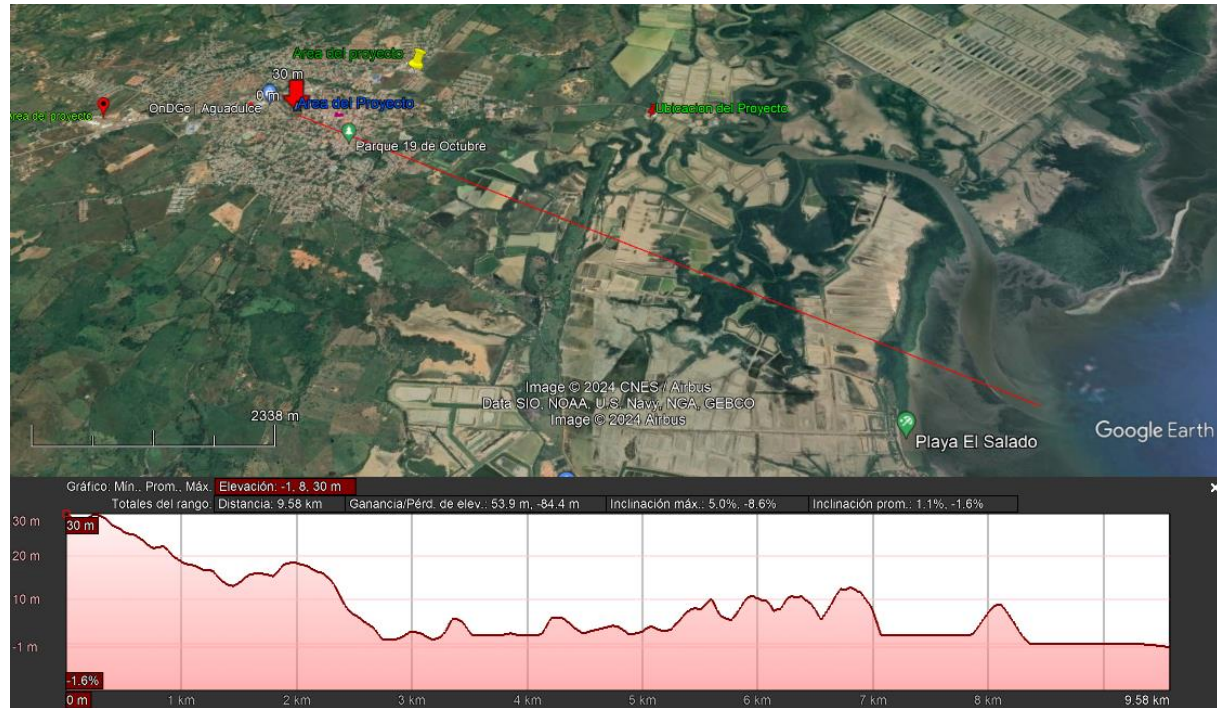 Area del proyecto
30 m
0 m
OnDGo | Aguadulce
Area del Proyecto
Ubicacion del Proyecto
Area del proyecto
Parque 19 de Octubre
Image © 2024 CNES / Airbus
Data SIO, NOAA, U.S. Navy, NGA, GEBCO
Image © 2024 Airbus
2338 m
Playa El Salado
Google Earth
Gráfico: Mín., Prom., Máx. Elevación: -1, 8, 30 m
Totales del rango: Distancia: 9.58 km Ganancia/Pérd. de elev.: 53.9 m, -84.4 m Inclinación máx.: 5.0%, -8.6% Inclinación prom.: 1.1%, -1.6%
30 m
30 m
20 m
10 m
-1 m
-1.6%
0 m 1 km 2 km 3 km 4 km 5 km 6 km 7 km 8 km 9.58 km